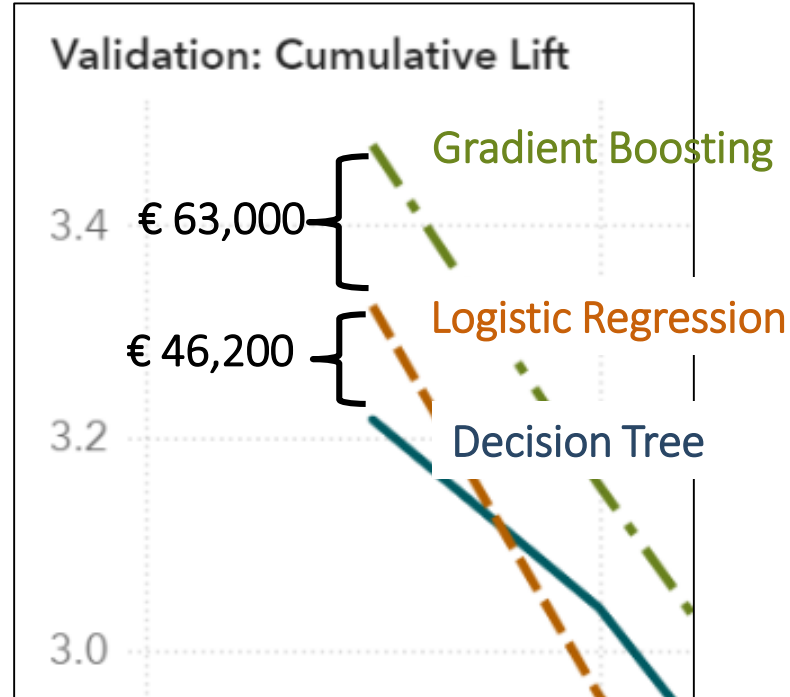 Validation: Cumulative Lift
Gradient Boosting
3.4
€ 63,000
Logistic Regression
€ 46,200
3.2
Decision Tree
3.0